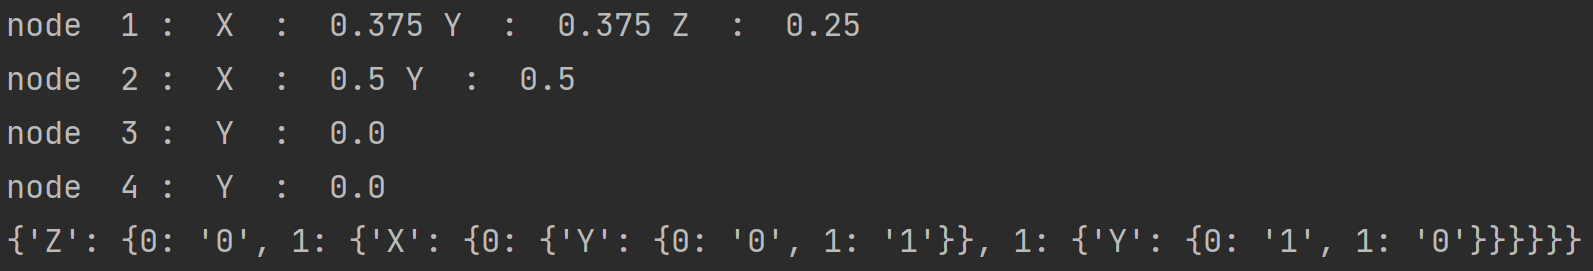 node  1 :  X  :  0.375 Y  :  0.375 Z  :  0.25
node  2 :  X  :  0.5 Y  :  0.5
node  3 :  Y  :  0.0
node  4 :  Y  :  0.0
{'Z': {0: '0', 1: {'X': {0: {'Y': {0: '0', 1: '1'}}, 1: {'Y': {0: '1', 1: '0'}}}}}}